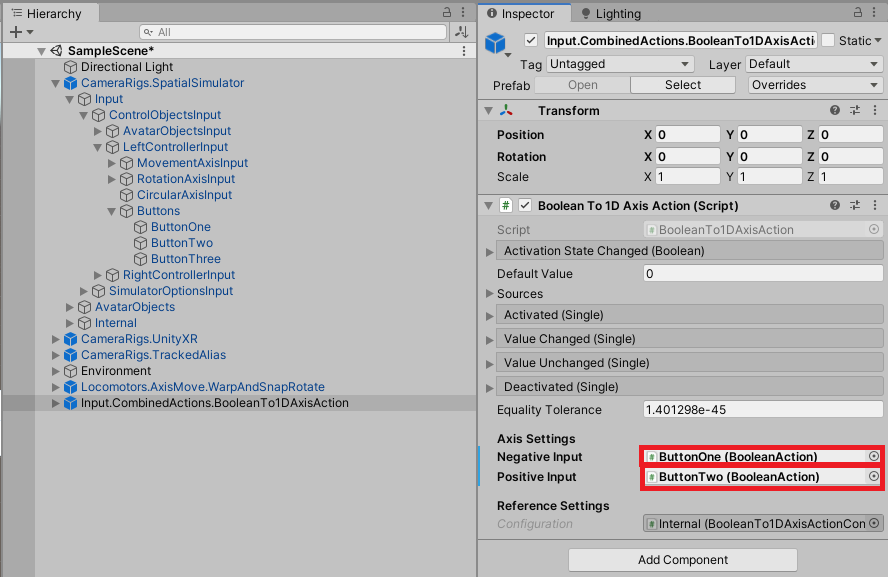 Hierarchy
All
SampleScene*
Directional Light
CameraRigs.SpatialSimulator
Input
ControlObjectsInput
AvatarObjectsInput
LeftControllerInput
MovementAxisInput
RotationAxisInput
CircularAxisInput
Buttons
ButtonOne
ButtonTwo
ButtonThree
RightControllerInput
SimulatorOptionsInput
AvatarObjects
Internal
CameraRigs.UnityXR
CameraRigs.TrackedAlias
Environment
Locomotors.AxisMove.WarpAndSnapRotate
Input.CombinedActions.BooleanTo1DAxisAction
Inspector Lighting
Input.CombinedActions.BooleanTo1DAxisActi Static
Tag Untagged Layer Default
Prefab Open Select Overrides
Transform
Position X 0 Y 0 Z 0
Rotation X 0 Y 0 Z 0
Scale X 1 Y 1 Z 1
# Boolean To 1D Axis Action (Script)
Script # BooleanTo1DAxisAction
Activation State Changed (Boolean)
Default Value 0
Sources
Activated (Single)
Value Changed (Single)
Value Unchanged (Single)
Deactivated (Single)
Equality Tolerance 1.401298e-45
Axis Settings
Negative Input # ButtonOne (BooleanAction)
Positive Input # ButtonTwo (BooleanAction)
Reference Settings
Configuration # Internal (BooleanTo1DAxisActionCon
Add Component